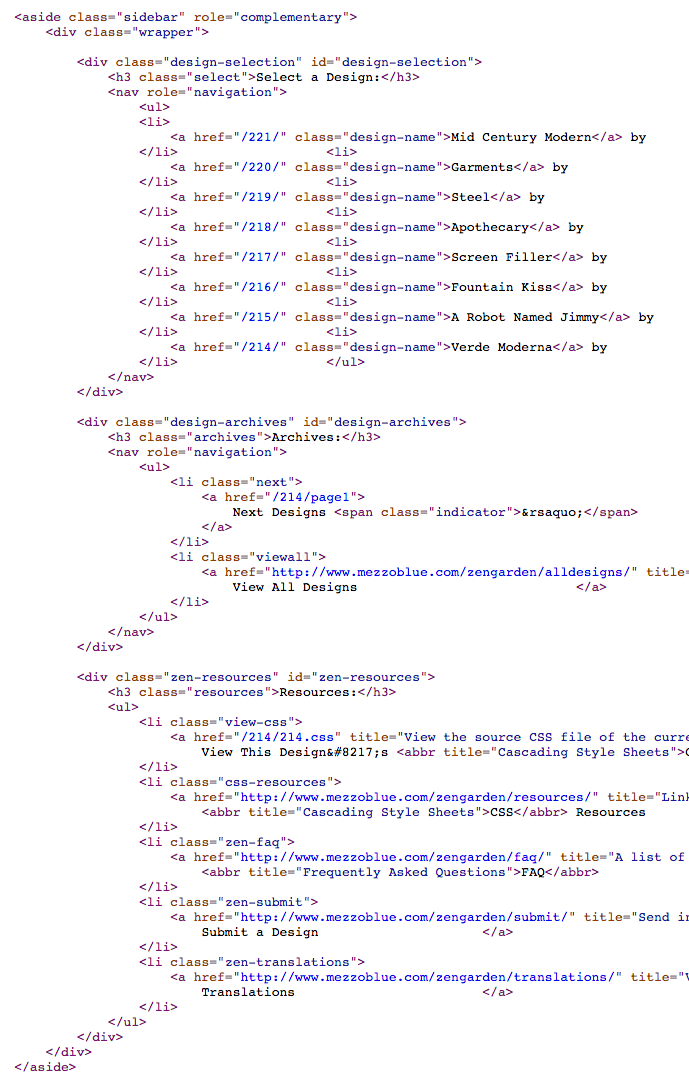 <aside class="sidebar" role="complementary">
<div class="wrapper">
<div class="design-selection" id="design-selection">
<h3 class="select">Select a Design:</h3>
<nav role="navigation">
<ul>
<li>
<a href="/221/" class="design-name">Mid Century Modern</a> by
</li> <li>
<a href="/220/" class="design-name">Garments</a> by
</li> <li>
<a href="/219/" class="design-name">Steel</a> by
</li> <li>
<a href="/218/" class="design-name">Apothecary</a> by
</li> <li>
<a href="/217/" class="design-name">Screen Filler</a> by
</li> <li>
<a href="/216/" class="design-name">Fountain Kiss</a> by
</li> <li>
<a href="/215/" class="design-name">A Robot Named Jimmy</a> by
</li> <li>
<a href="/214/" class="design-name">Verde Moderna</a> by
</li> </ul>
</nav>
</div>
<div class="design-archives" id="design-archives">
<h3 class="archives">Archives:</h3>
<nav role="navigation">
<ul>
<li class="next">
<a href="/214/page1">
Next Designs <span class="indicator">&rsaquo;</span>
</a>
</li>
<li class="viewall">
<a href="http://www.mezzoblue.com/zengarden/alldesigns/" title=
View All Designs </a>
</li>
</ul>
</nav>
</div>
<div class="zen-resources" id="zen-resources">
<h3 class="resources">Resources:</h3>
<ul>
<li class="view-css">
<a href="/214/214.css" title="View the source CSS file of the curre
View This Design&#8217;s <abbr title="Cascading Style Sheets">C
</li>
<li class="css-resources">
<a href="http://www.mezzoblue.com/zengarden/resources/" title="Link
<abbr title="Cascading Style Sheets">CSS</abbr> Resources
</li>
<li class="zen-faq">
<a href="http://www.mezzoblue.com/zengarden/faq/" title="A list of
<abbr title="Frequently Asked Questions">FAQ</abbr>
</li>
<li class="zen-submit">
<a href="http://www.mezzoblue.com/zengarden/submit/" title="Send in
Submit a Design </a>
</li>
<li class="zen-translations">
<a href="http://www.mezzoblue.com/zengarden/translations/" title="V
Translations </a>
</li>
</ul>
</div>
</div>
</aside>